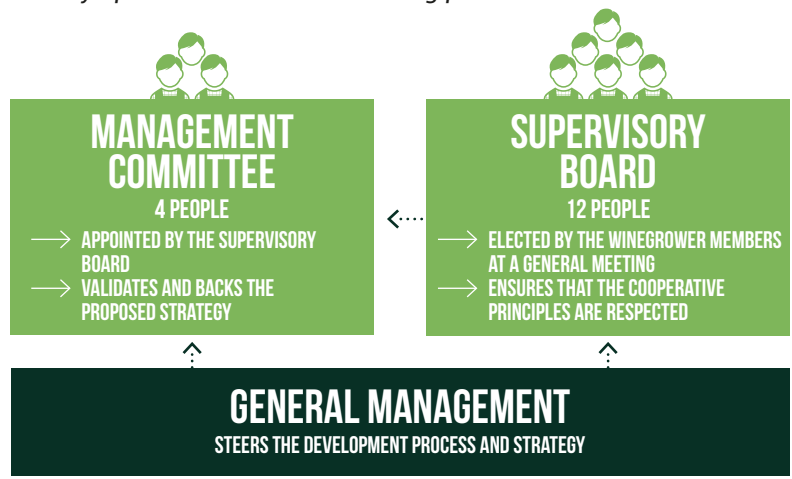 MANAGEMENT
COMMITTEE
4 PEOPLE
APPOINTED BY THE SUPERVISORY
BOARD
VALIDATES AND BACKS THE
PROPOSED STRATEGY
SUPERVISORY
BOARD
12 PEOPLE
ELECTED BY THE WINEGROWER MEMBERS
AT A GENERAL MEETING
ENSURES THAT THE COOPERATIVE
PRINCIPLES ARE RESPECTED
GENERAL MANAGEMENT
STEERS THE DEVELOPMENT PROCESS AND STRATEGY